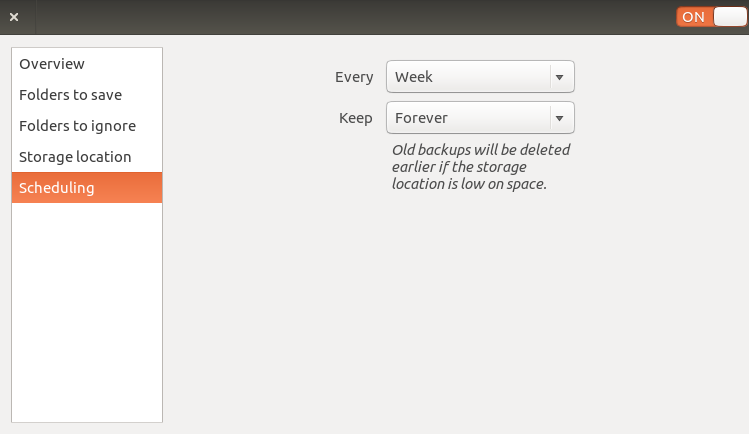 ON
Overview
Folders to save
Folders to ignore
Storage location
Scheduling
Every Week
Keep Forever
Old backups will be deleted
earlier if the storage
location is low on space.